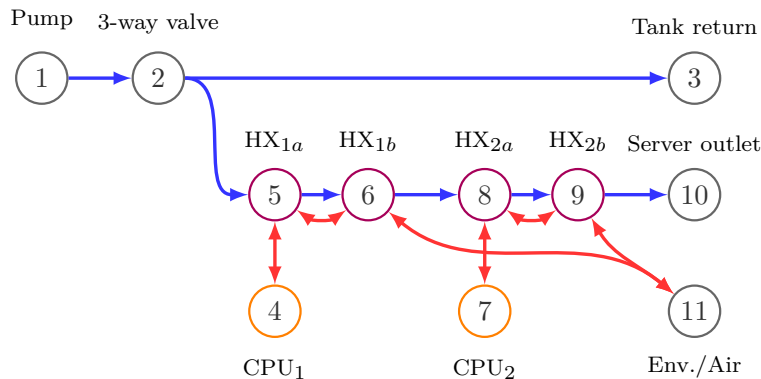 Pump
3-way valve
Tank return
1
2
3
HX1a
HX1b
HX2a
HX2b
Server outlet
5
6
8
9
10
4
7
11
CPU1
CPU2
Env./Air